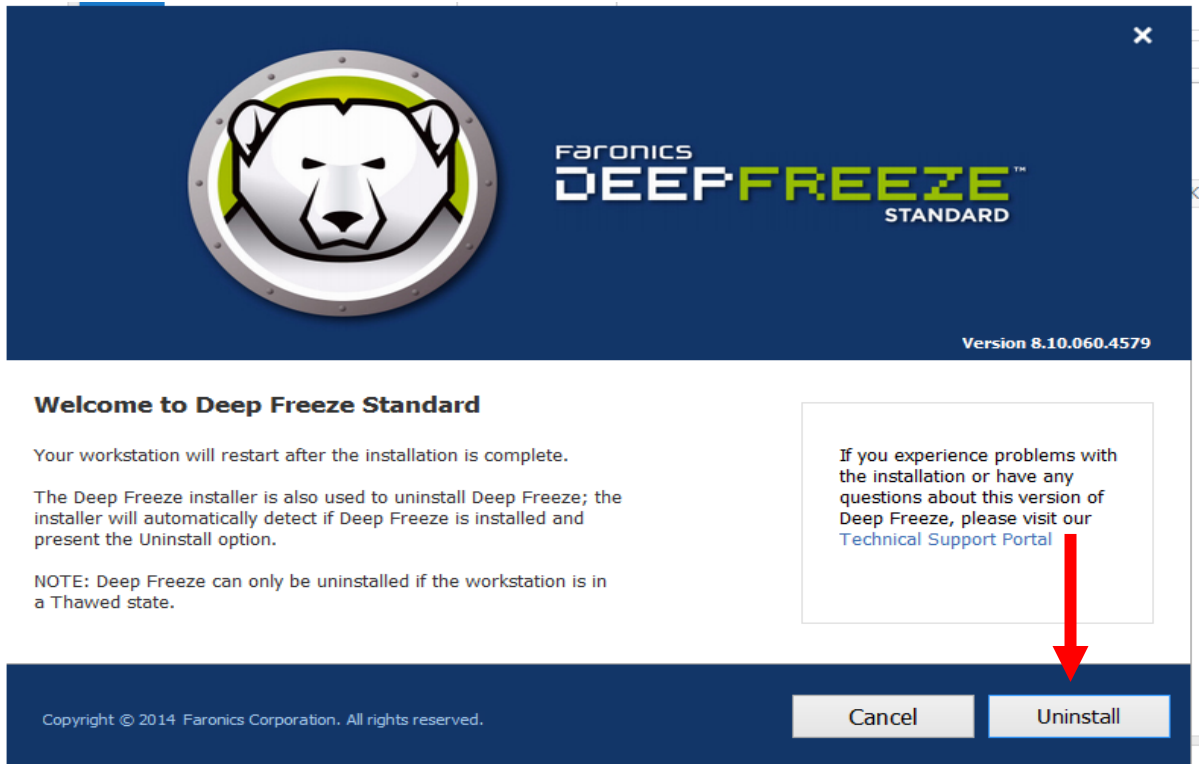 Faronics
DEEPFREEZE™
STANDARD
Version 8.10.060.4579
Welcome to Deep Freeze Standard
Your workstation will restart after the installation is complete.
The Deep Freeze installer is also used to uninstall Deep Freeze; the
installer will automatically detect if Deep Freeze is installed and
present the Uninstall option.
NOTE: Deep Freeze can only be uninstalled if the workstation is in
a Thawed state.
If you experience problems with
the installation or have any
questions about this version of
Deep Freeze, please visit our
Technical Support Portal
Copyright © 2014 Faronics Corporation. All rights reserved.
Cancel
Uninstall